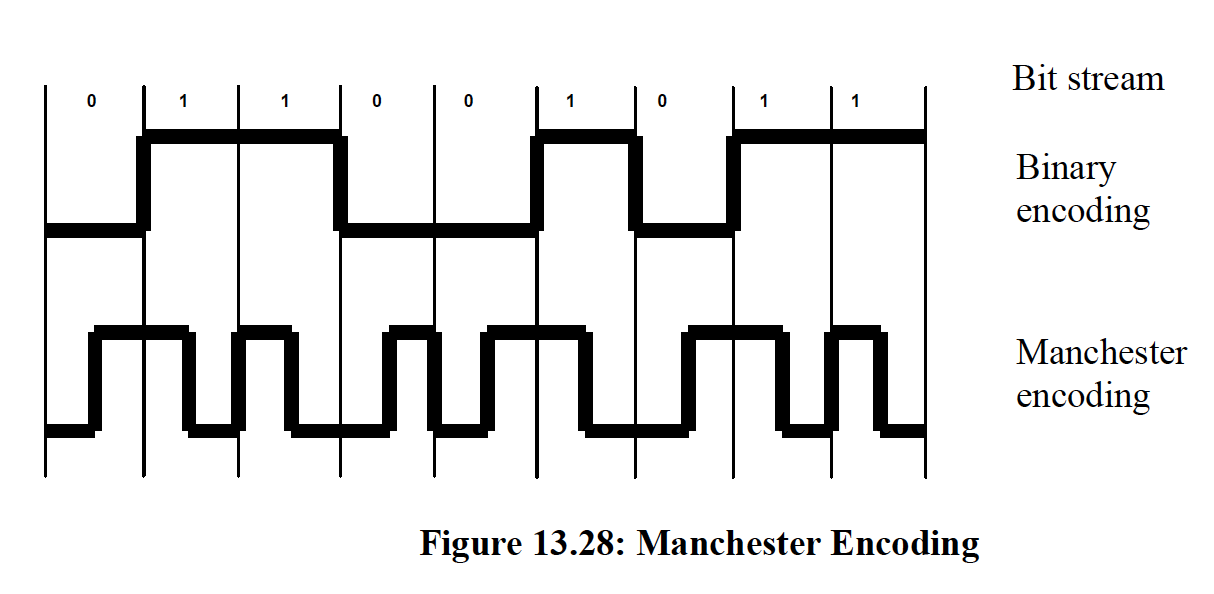 0 1 1 0 0 1 0 1 1
Bit stream
Binary
encoding
Manchester
encoding
Figure 13.28: Manchester Encoding